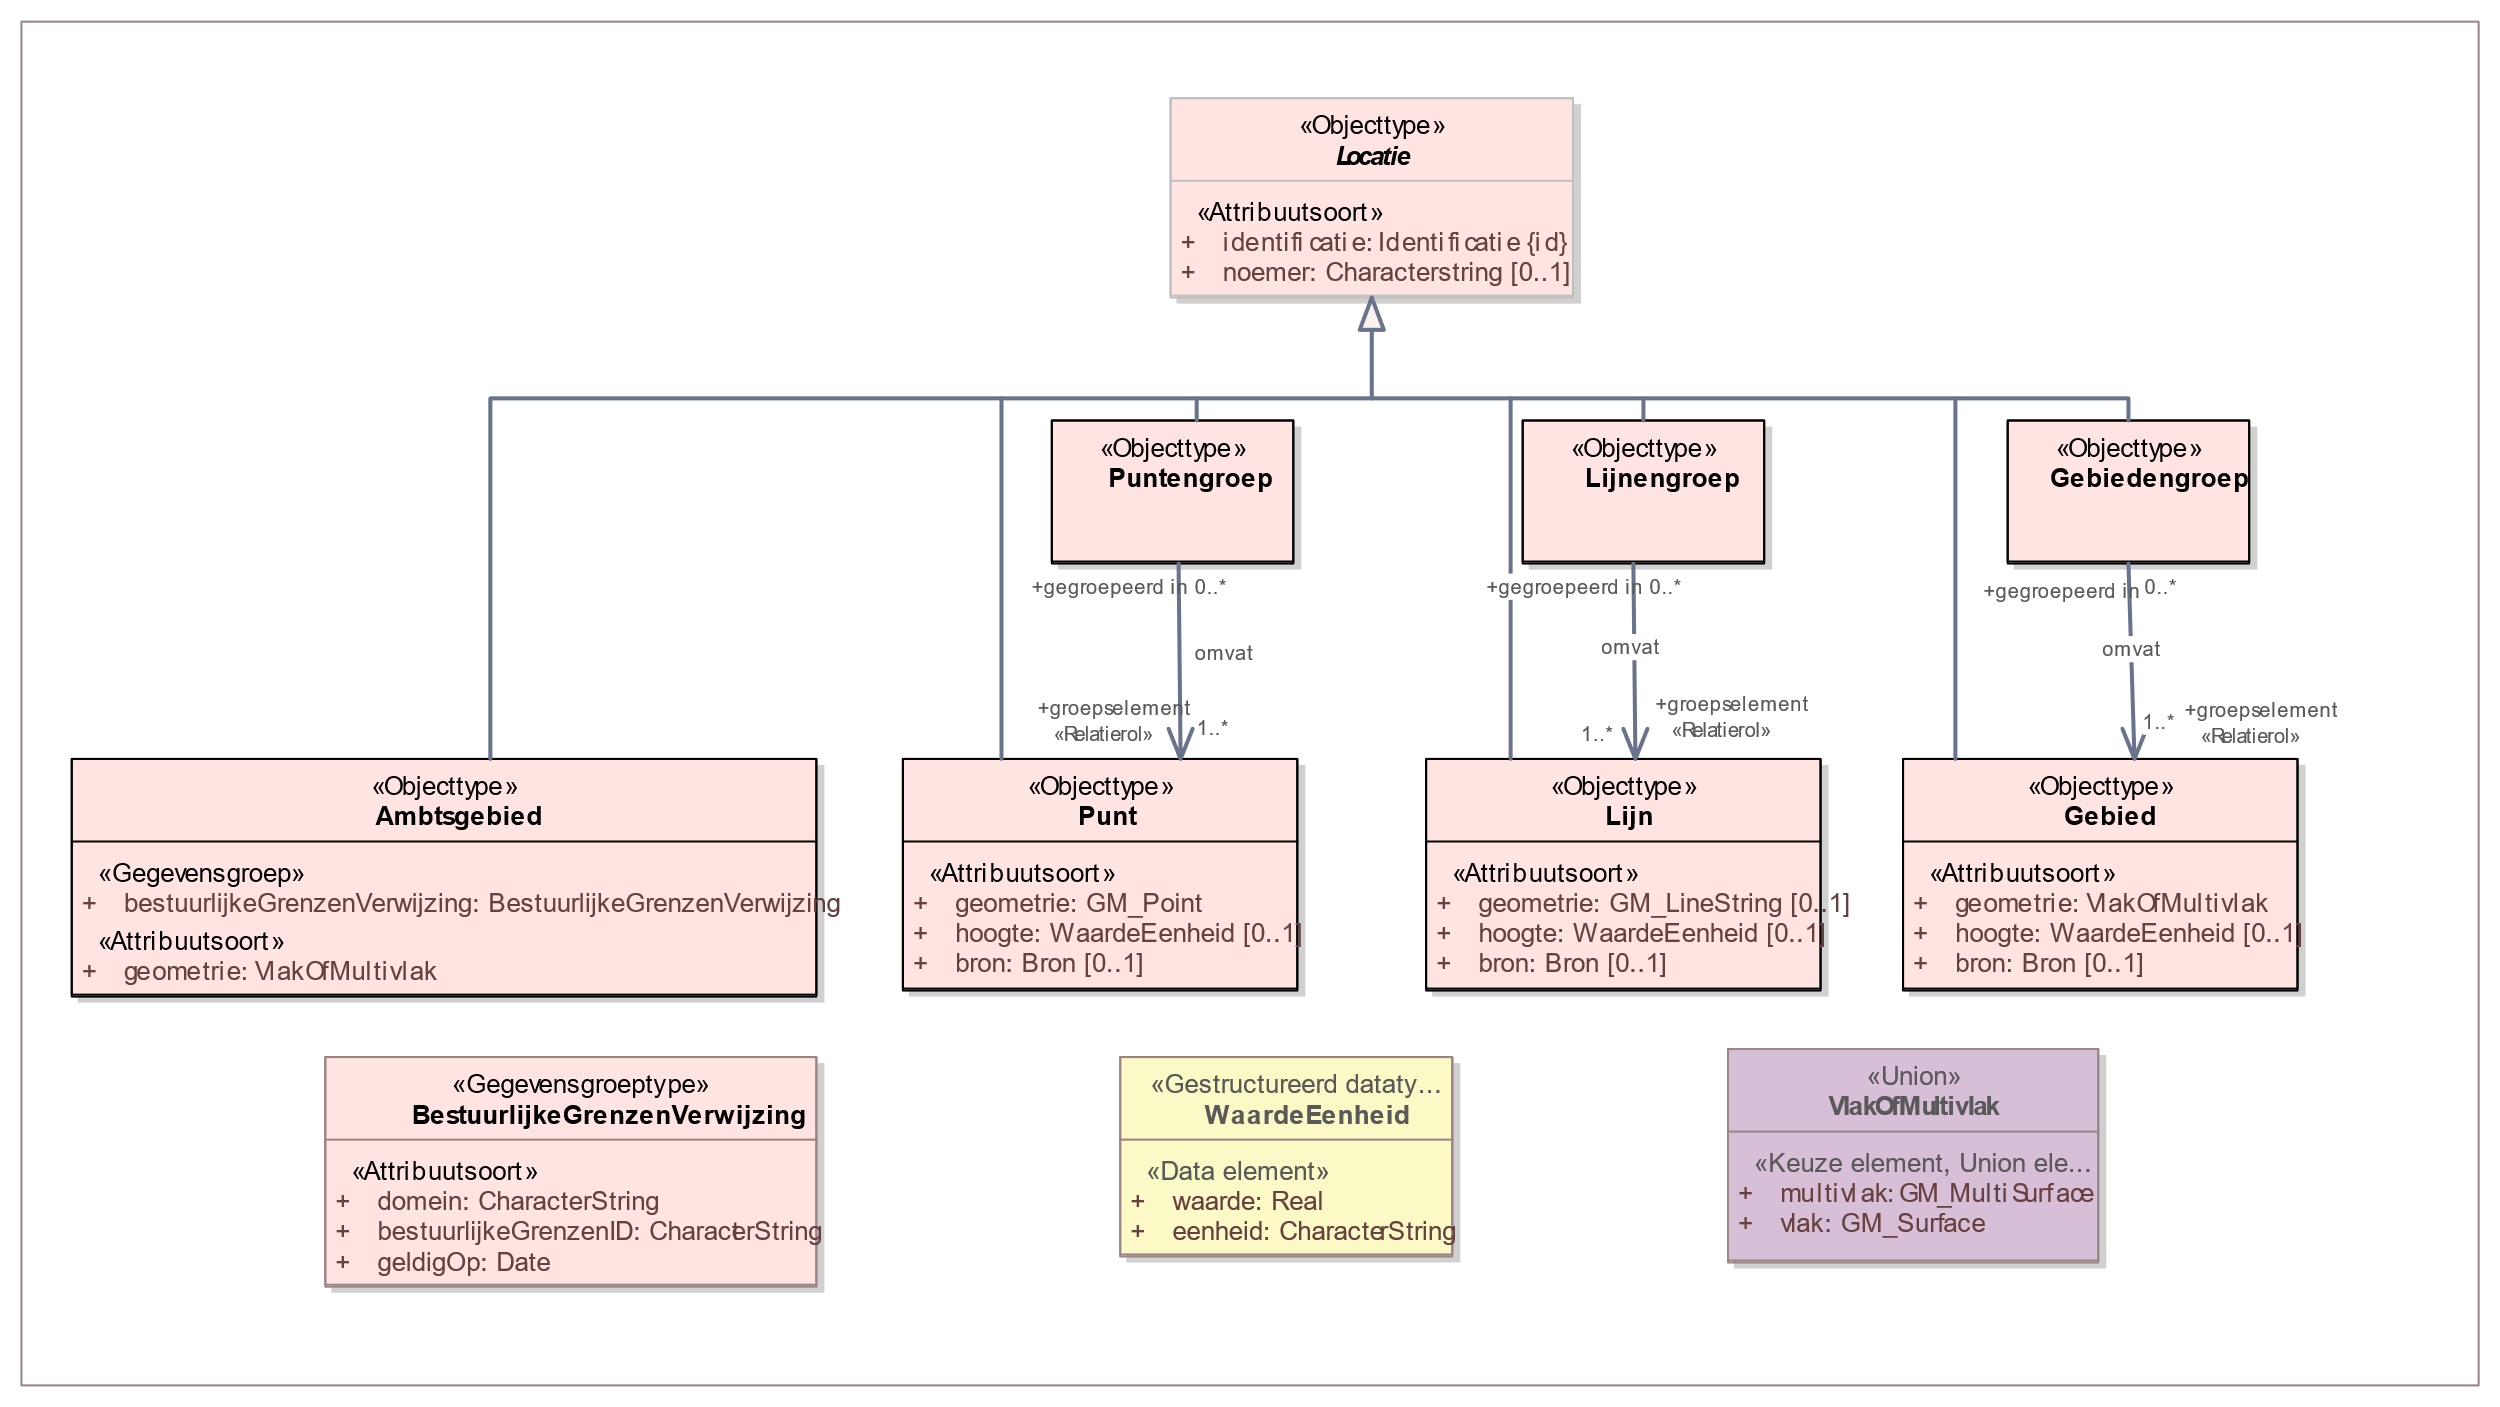 «Objecttype»
Locatie
«Attribuutsoort»
+ identificatie: Identificatie {id}
+ noemer: Characterstring [0..1]
«Objecttype»
Puntengroep
«Objecttype»
Lijnengroep
«Objecttype»
Gebiedengroep
+gegroepeerd in 0..*
omvat
+groepselement
«Relatierol»
1..*
+gegroepeerd in 0..*
omvat
+groepselement
1..*
«Relatierol»
+gegroepeerd in 0..*
omvat
+groepselement
1..*
«Relatierol»
«Objecttype»
Ambtsgebied
«Gegevensgroep»
+ bestuurlijkeGrenzenVerwijzing: BestuurlijkeGrenzenVerwijzing
«Attribuutsoort»
+ geometrie: VlakOfMultivlak
«Objecttype»
Punt
«Attribuutsoort»
+ geometrie: GM_Point
+ hoogte: WaardeEenheid [0..1]
+ bron: Bron [0..1]
«Objecttype»
Lijn
«Attribuutsoort»
+ geometrie: GM_LineString [0..1]
+ hoogte: WaardeEenheid [0..1]
+ bron: Bron [0..1]
«Objecttype»
Gebied
«Attribuutsoort»
+ geometrie: VlakOfMultivlak
+ hoogte: WaardeEenheid [0..1]
+ bron: Bron [0..1]
«Gegevensgroeptype»
BestuurlijkeGrenzenVerwijzing
«Attribuutsoort»
+ domein: CharacterString
+ bestuurlijkeGrenzenID: CharacterString
+ geldigOp: Date
«Gestructureerd dataty...
WaardeEenheid
«Data element»
+ waarde: Real
+ eenheid: CharacterString
«Union»
VlakOfMultivlak
«Keuze element, Union ele...
+ multivlak: GM_MultiSurface
+ vlak: GM_Surface